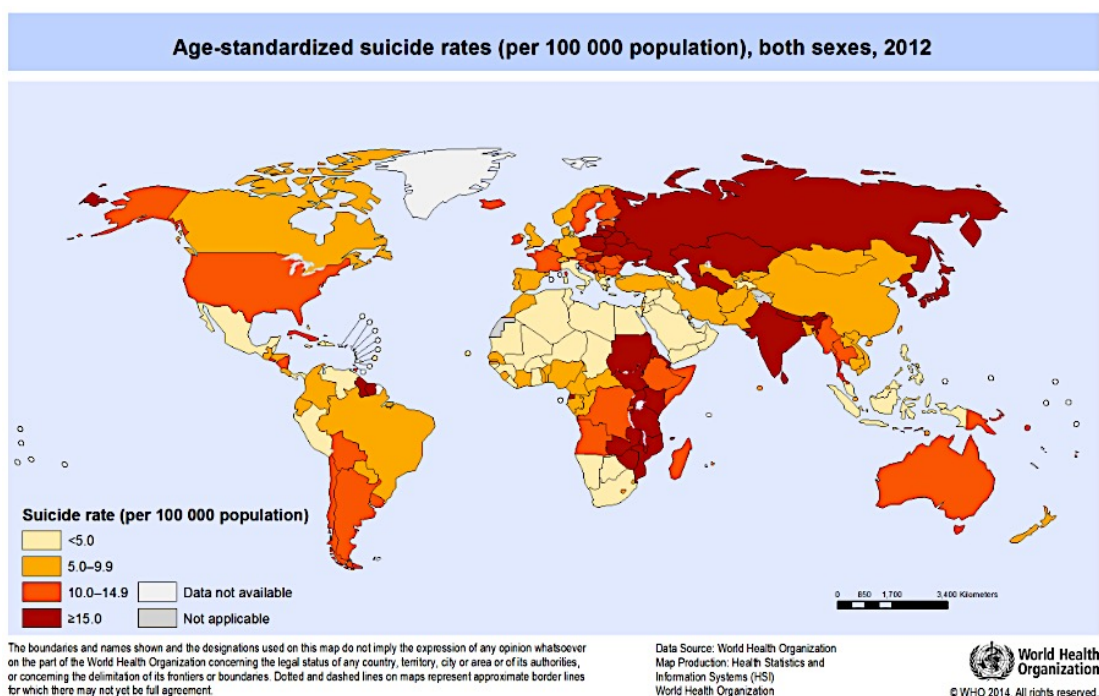 Age-standardized suicide rates (per 100 000 population), both sexes, 2012
Suicide rate (per 100 000 population)
<5.0
5.0–9.9
10.0–14.9
≥15.0
Data not available
Not applicable
0 850 1,700 3,400 Kilometers
The boundaries and names shown and the designations used on this map do not imply the expression of any opinion whatsoever
on the part of the World Health Organization concerning the legal status of any country, territory, city or area or of its authorities,
or concerning the delimitation of its frontiers or boundaries. Dotted and dashed lines on maps represent approximate border lines
for which there may not yet be full agreement.
Data Source: World Health Organization
Map Production: Health Statistics and
Information Systems (HSI)
World Health Organization
World Health
Organization
© WHO 2014. All rights reserved.